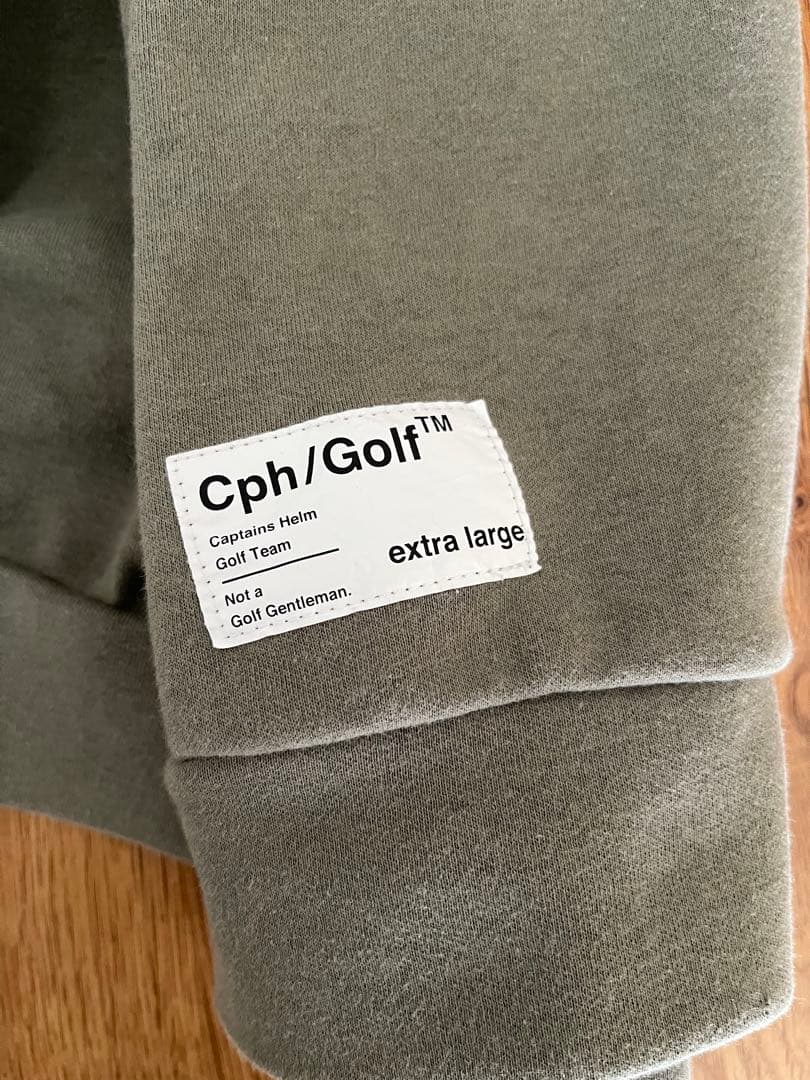 Cph/Golf™
Captains Helm
Golf Team
extra large
Not a
Golf Gentleman.